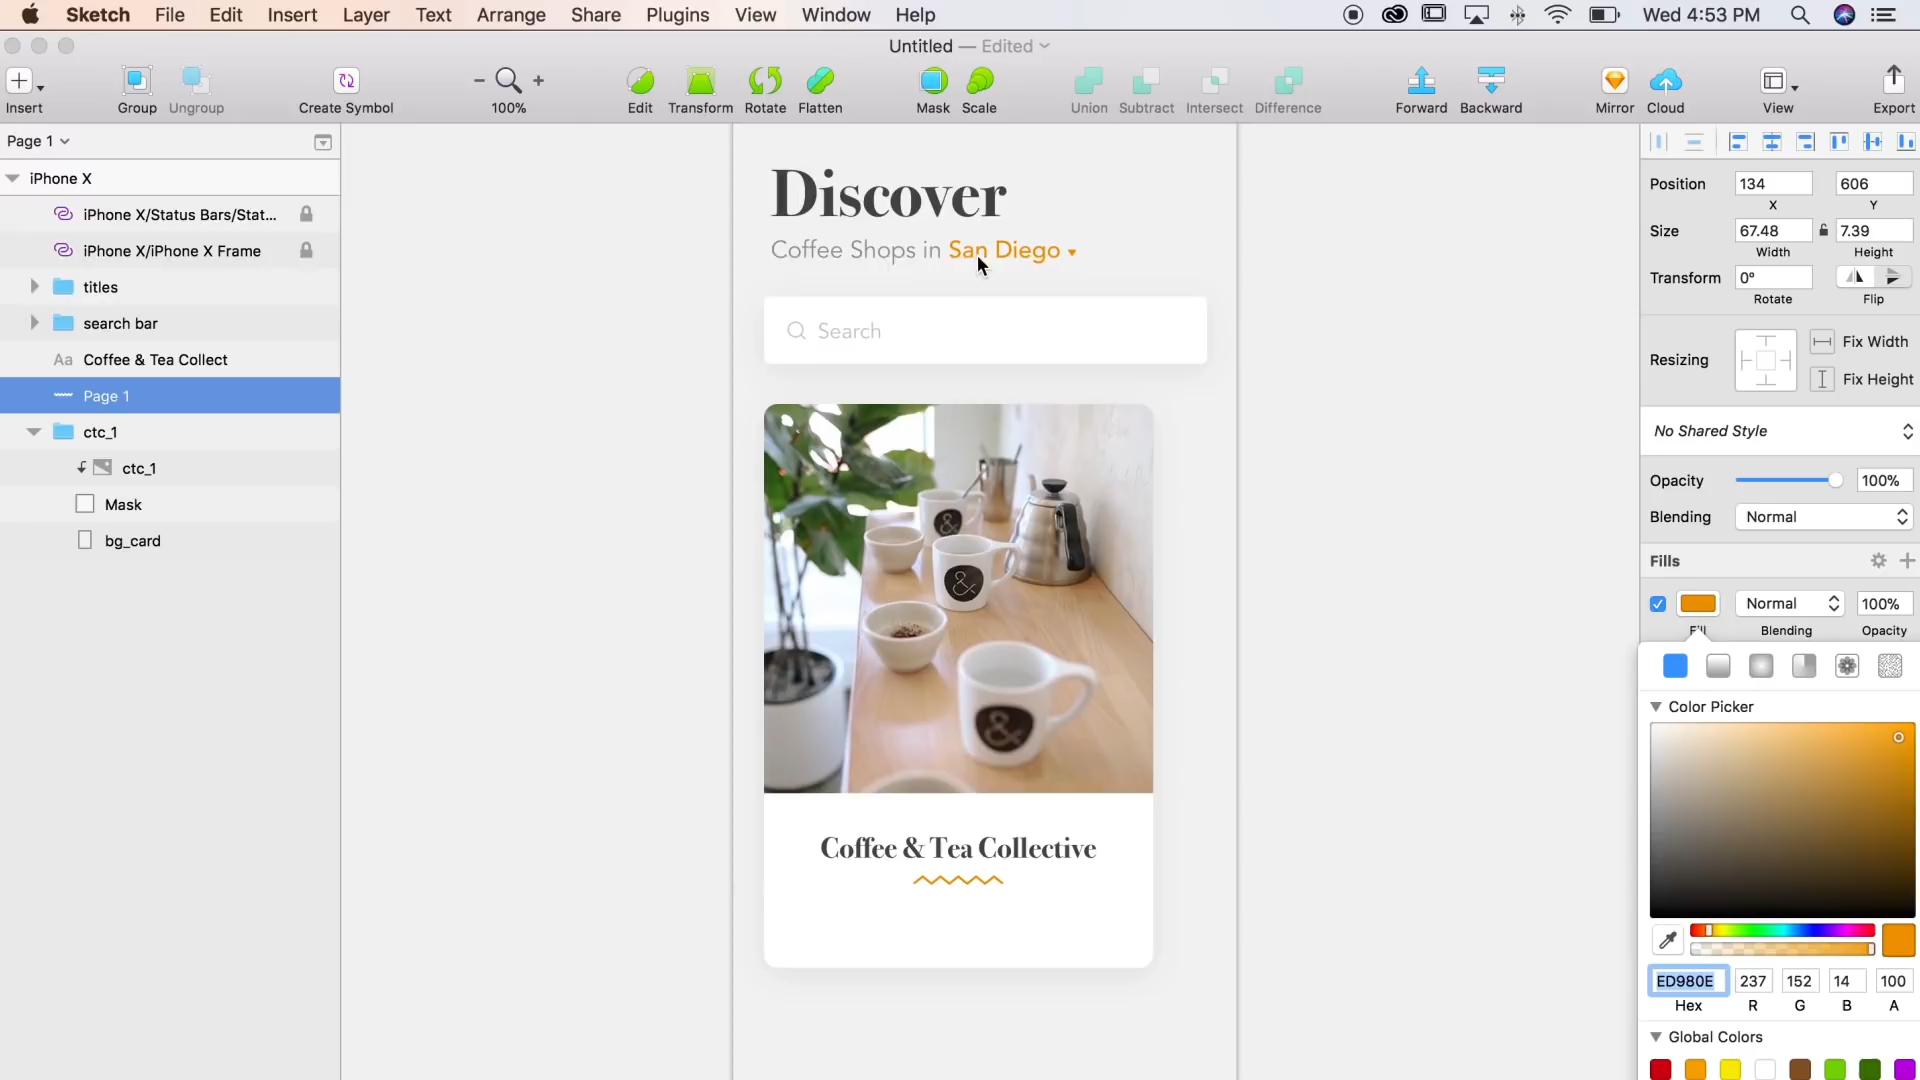 Sketch File Edit Insert Layer Text Arrange Share Plugins View Window Help Wed 4:53 PM
Untitled — Edited
Insert Group Ungroup Create Symbol 100% Edit Transform Rotate Flatten Mask Scale Union Subtract Intersect Difference Forward Backward Mirror Cloud View Export
Page 1
iPhone X
iPhone X/Status Bars/Stat...
iPhone X/iPhone X Frame
titles
search bar
Aa Coffee & Tea Collect
Page 1
ctc_1
ctc_1
Mask
bg_card
Discover
Coffee Shops in San Diego
Search
&
&
&
Coffee & Tea Collective
Position 134 606
X Y
Size 67.48 7.39
Width Height
Transform 0º
Rotate Flip
Resizing Fix Width
Fix Height
No Shared Style
Opacity 100%
Blending Normal
Fills
Normal 100%
Fill Blending Opacity
Color Picker
ED980E 237 152 14 100
Hex R G B A
Global Colors